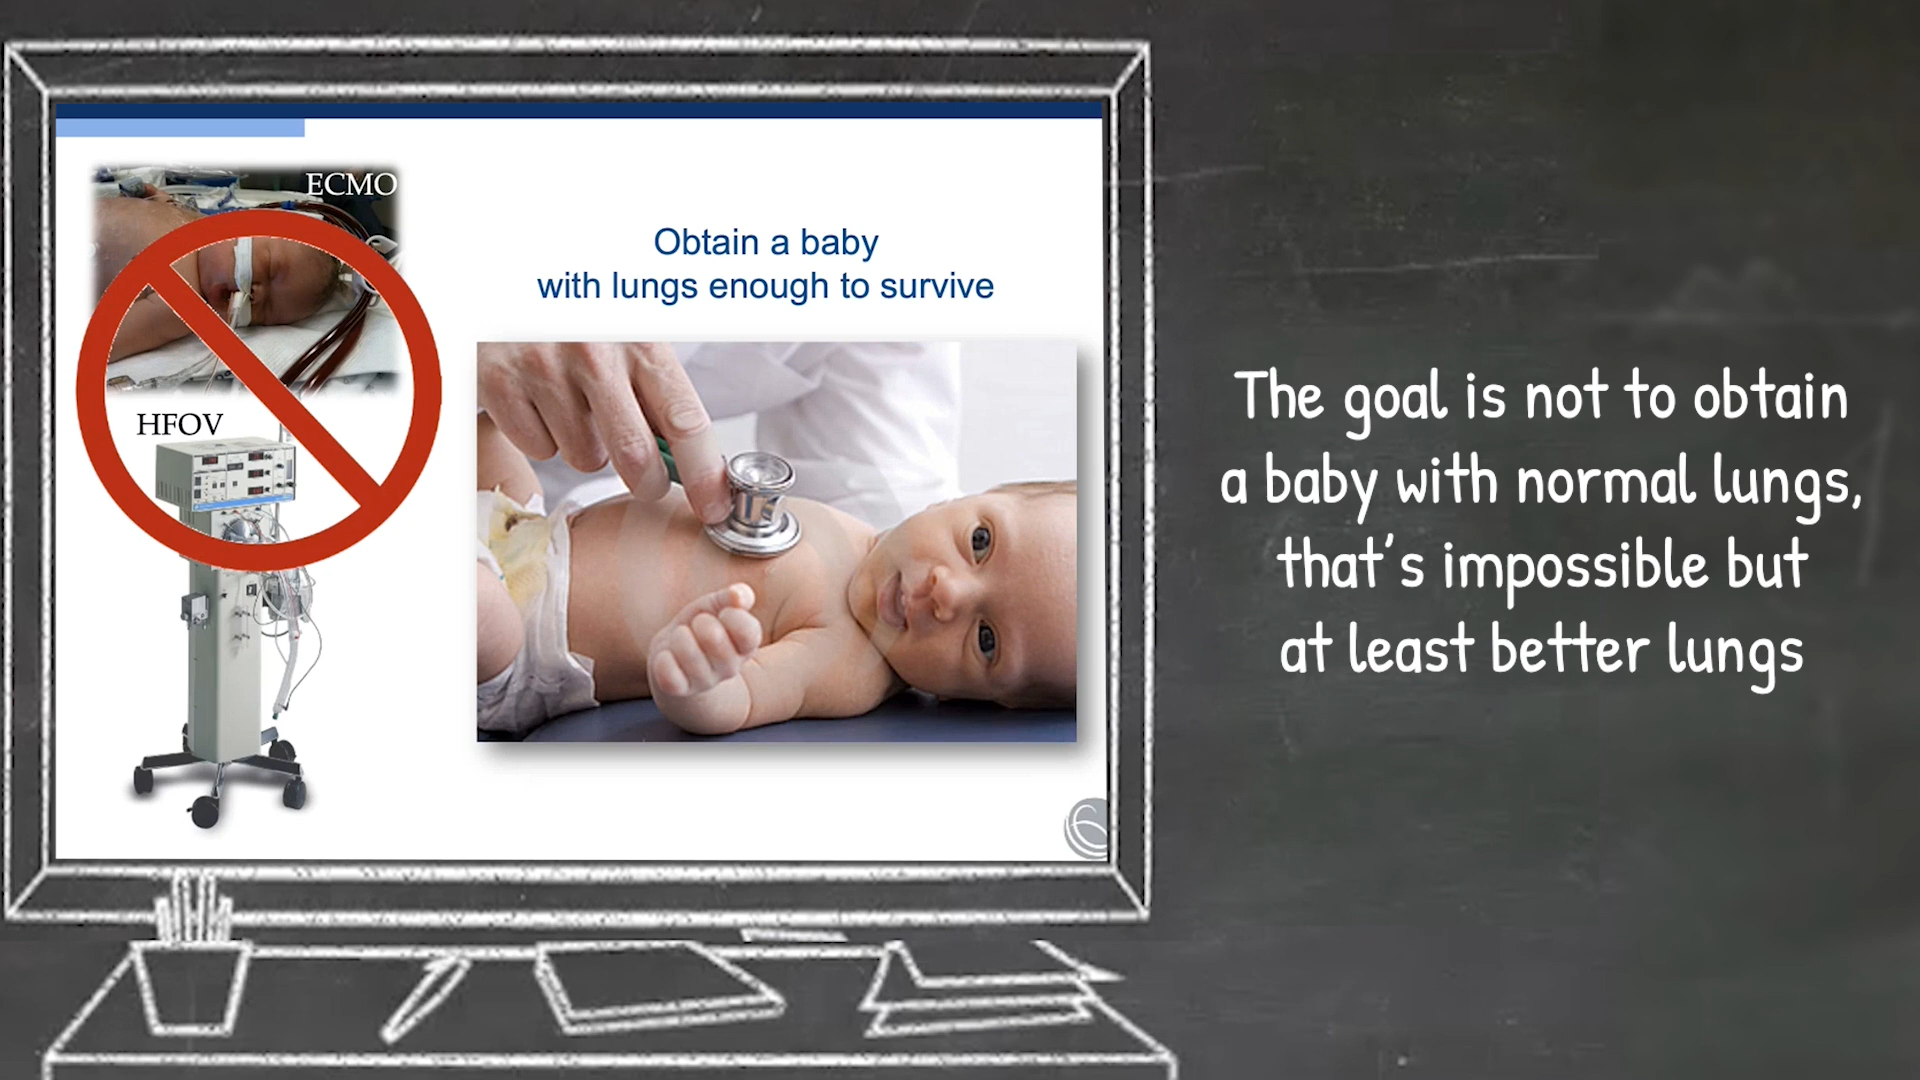 ECMO
HFOV
Obtain a baby
with lungs enough to survive
The goal is not to obtain
a baby with normal lungs,
that's impossible but
at least better lungs